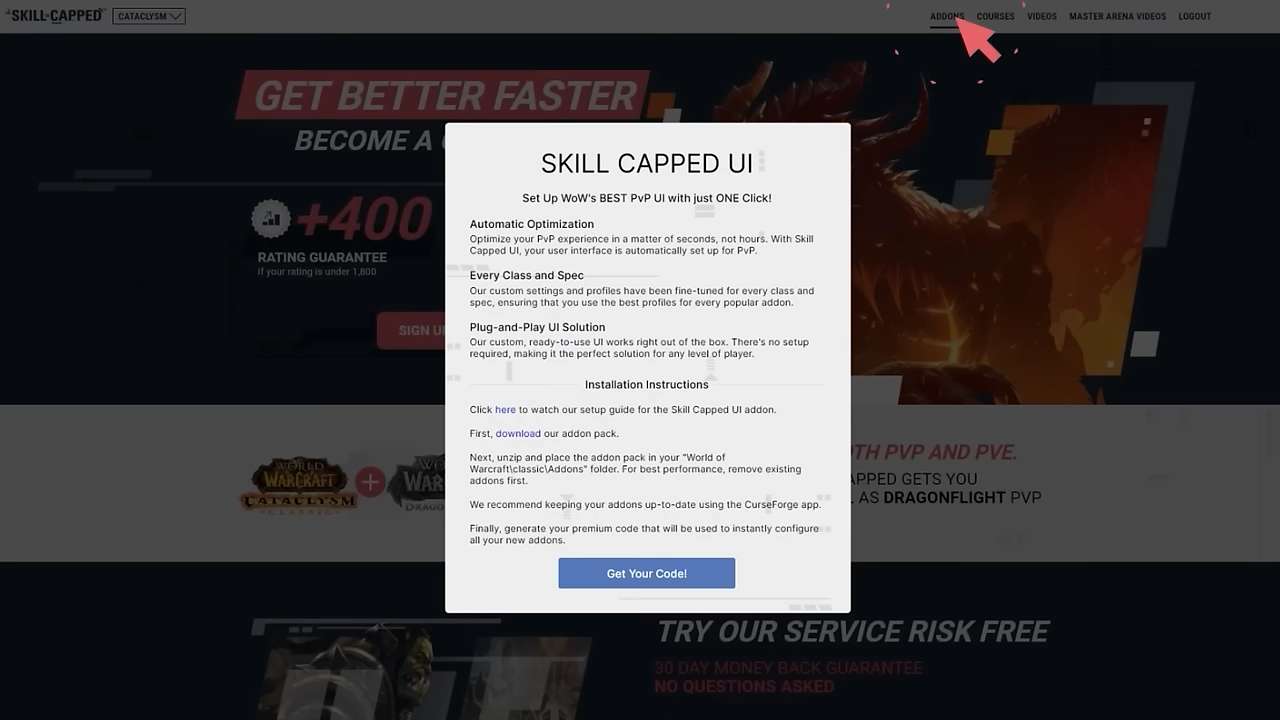 SKILL-CAPPED
CATACLYSM
ADDONS
COURSES
VIDEOS
MASTER ARENA VIDEOS
LOGOUT
GET BETTER FASTER
BECOME A
+400
RATING GUARANTEE
If your rating is under 1,800
SIGN U
SKILL CAPPED UI
Set Up WoW's BEST PvP UI with just ONE Click!
Automatic Optimization
Optimize your PvP experience in a matter of seconds, not hours. With Skill
Capped UI, your user interface is automatically set up for PvP.
Every Class and Spec
Our custom settings and profiles have been fine-tuned for every class and
spec, ensuring that you use the best profiles for every popular addon.
Plug-and-Play UI Solution
Our custom, ready-to-use UI works right out of the box. There's no setup
required, making it the perfect solution for any level of player.
Installation Instructions
Click here to watch our setup guide for the Skill Capped UI addon.
First, download our addon pack.
Next, unzip and place the addon pack in your "World of
Warcraft\classic\Addons" folder. For best performance, remove existing
addons first.
We recommend keeping your addons up-to-date using the CurseForge app.
Finally, generate your premium code that will be used to instantly configure
all your new addons.
Get Your Code!
WORLD
WARCRAFT
CATACLYSM
CLASSIC
+
WO
WAR
DRAGO
OTH PVP AND PVE.
APPED GETS YOU
L AS DRAGONFLIGHT PVP
TRY OUR SERVICE RISK FREE
30 DAY MONEY BACK GUARANTEE
NO QUESTIONS ASKED